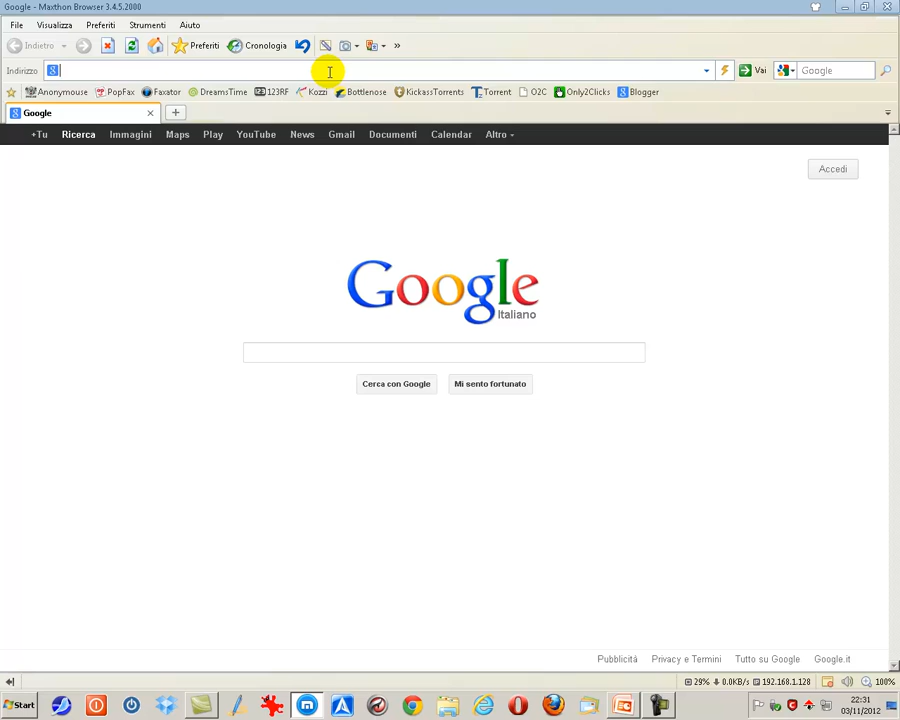 Google - Maxthon Browser 3.4.5.2000
File Visualizza Preferiti Strumenti Aiuto
Indietro Preferiti Cronologia »
Indirizzo Vai Google
Anonymouse PopFax Faxator DreamsTime 123RF Kozzi Bottlenose KickassTorrents Torrent O2C Only2Clicks Blogger
Google
+Tu Ricerca Immagini Maps Play YouTube News Gmail Documenti Calendar Altro
Accedi
Google
Italiano
Cerca con Google Mi sento fortunato
Pubblicità Privacy e Termini Tutto su Google Google.it
29% 0.0KB/s 192.168.1.128 100%
Start 22:31
03/11/2012